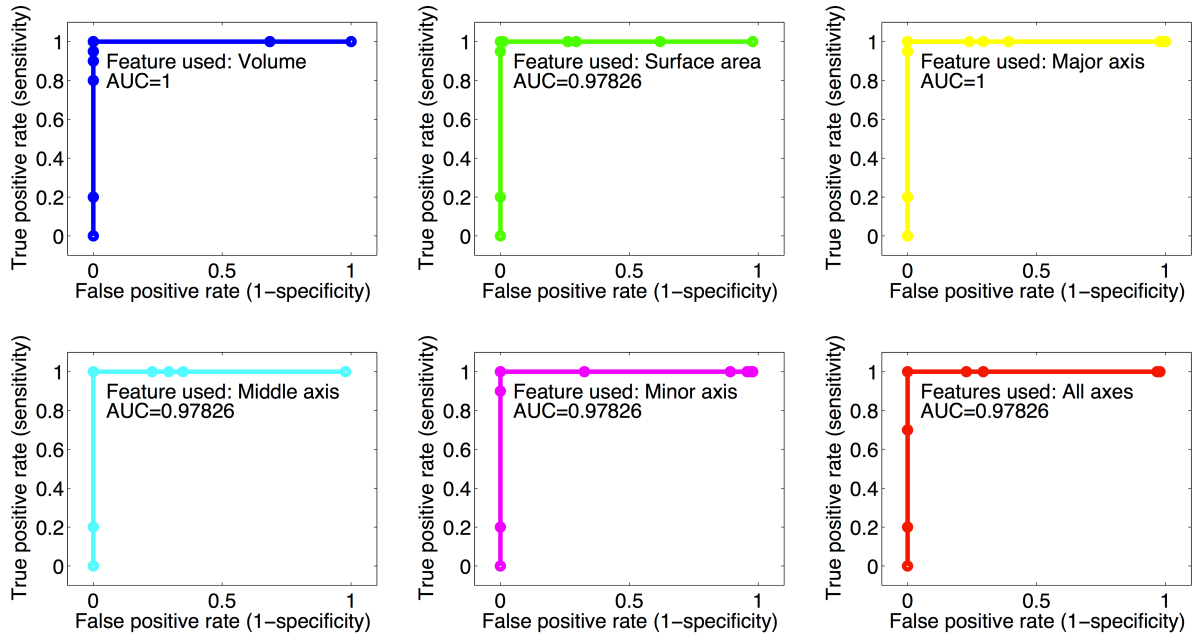 True positive rate (sensitivity)
1
0.8
0.6
0.4
0.2
0
Feature used: Volume
AUC=1
0 0.5 1
False positive rate (1−specificity)
True positive rate (sensitivity)
1
0.8
0.6
0.4
0.2
0
Feature used: Surface area
AUC=0.97826
0 0.5 1
False positive rate (1−specificity)
True positive rate (sensitivity)
1
0.8
0.6
0.4
0.2
0
Feature used: Major axis
AUC=1
0 0.5 1
False positive rate (1−specificity)
True positive rate (sensitivity)
1
0.8
0.6
0.4
0.2
0
Feature used: Middle axis
AUC=0.97826
0 0.5 1
False positive rate (1−specificity)
True positive rate (sensitivity)
1
0.8
0.6
0.4
0.2
0
Feature used: Minor axis
AUC=0.97826
0 0.5 1
False positive rate (1−specificity)
True positive rate (sensitivity)
1
0.8
0.6
0.4
0.2
0
Features used: All axes
AUC=0.97826
0 0.5 1
False positive rate (1−specificity)